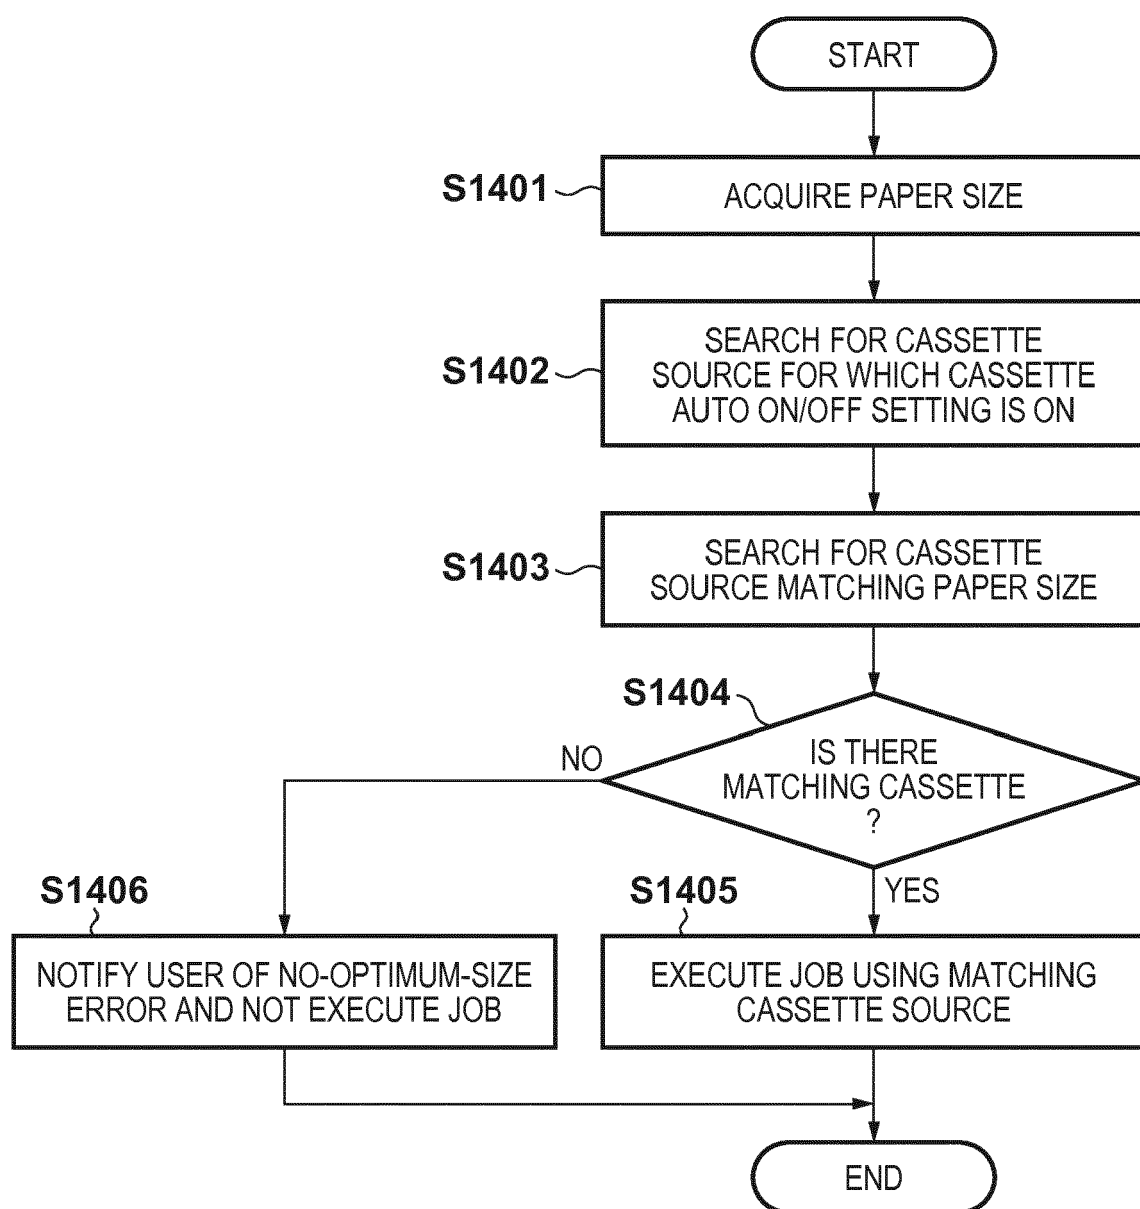 START
S1401
ACQUIRE PAPER SIZE
S1402
SEARCH FOR CASSETTE
SOURCE FOR WHICH CASSETTE
AUTO ON/OFF SETTING IS ON
S1403
SEARCH FOR CASSETTE
SOURCE MATCHING PAPER SIZE
S1404
IS THERE
MATCHING CASSETTE
?
NO
YES
S1406
NOTIFY USER OF NO-OPTIMUM-SIZE
ERROR AND NOT EXECUTE JOB
S1405
EXECUTE JOB USING MATCHING
CASSETTE SOURCE
END